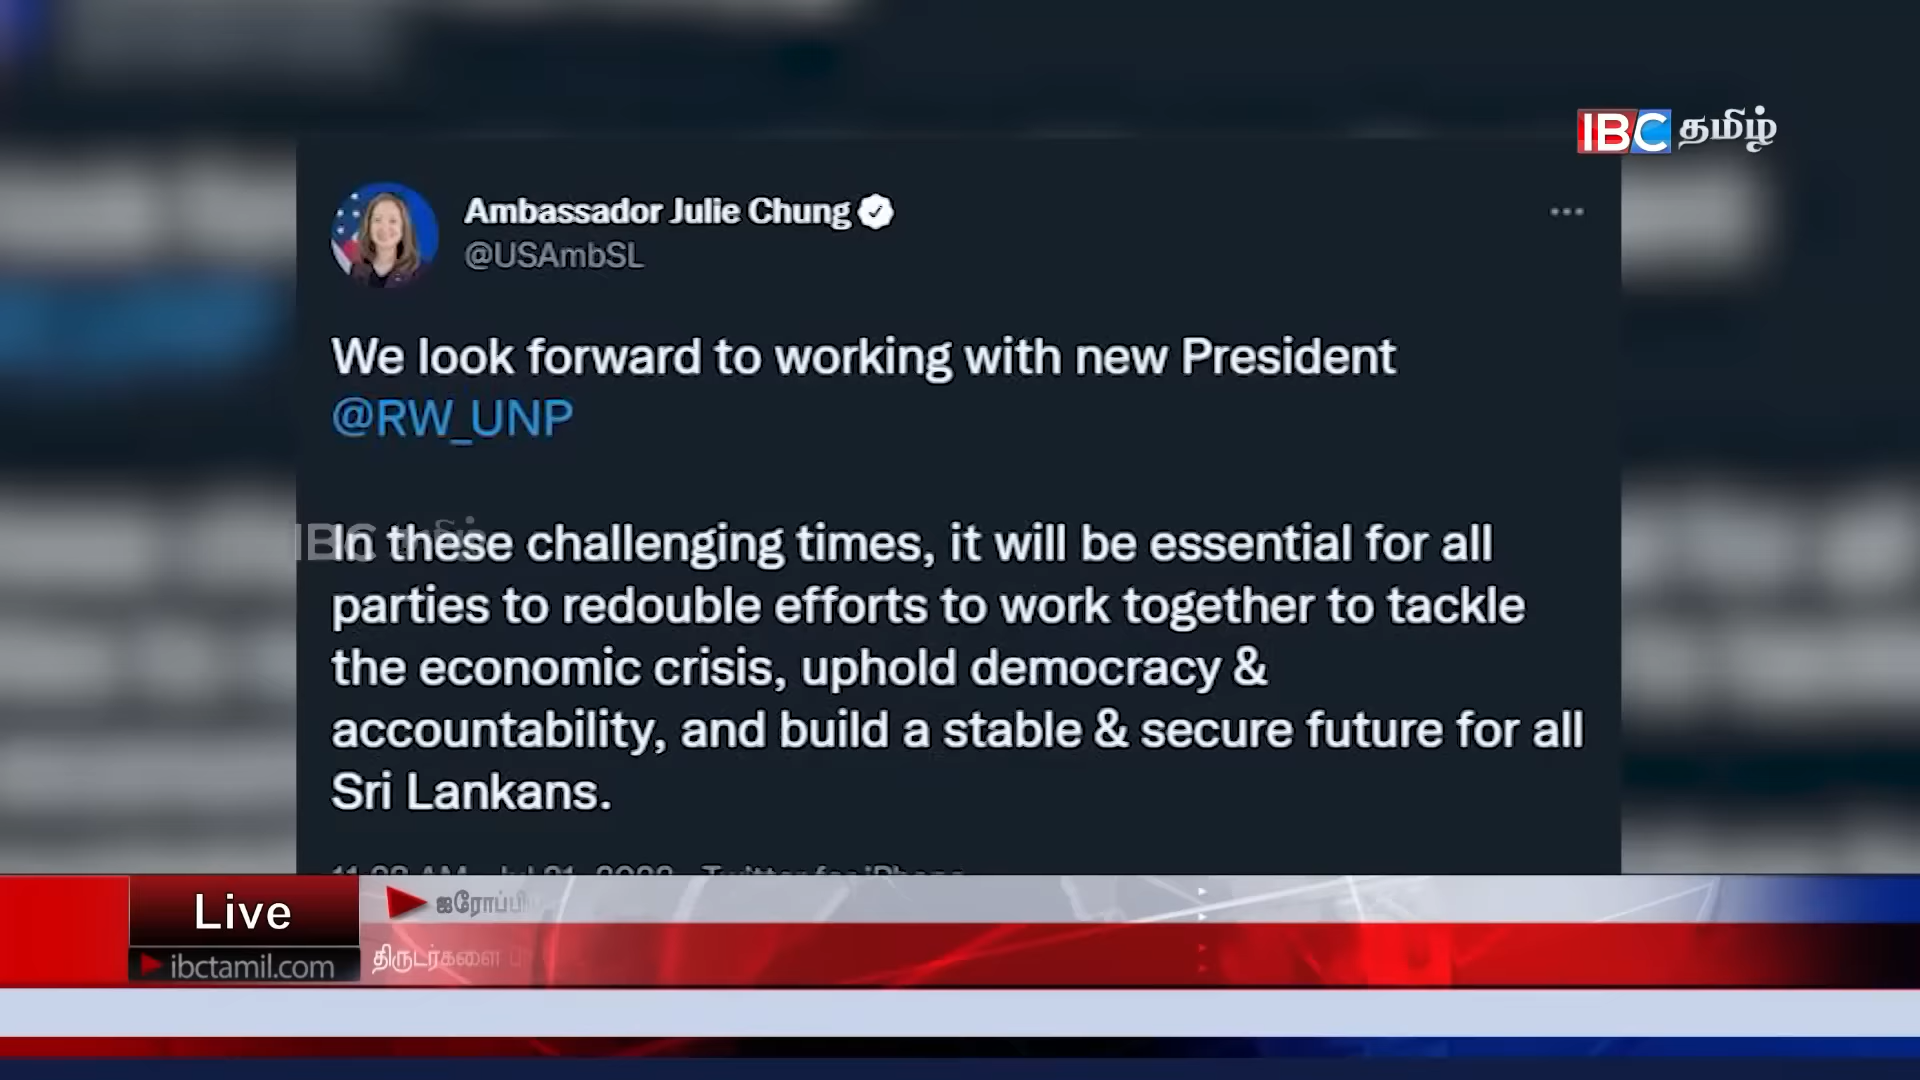 IBC தமிழ்
Ambassador Julie Chung
@USAmbSL
We look forward to working with new President
@RW_UNP
In these challenging times, it will be essential for all
parties to redouble efforts to work together to tackle
the economic crisis, uphold democracy &
accountability, and build a stable & secure future for all
Sri Lankans.
Live
ibctamil.com
திருடர்களை